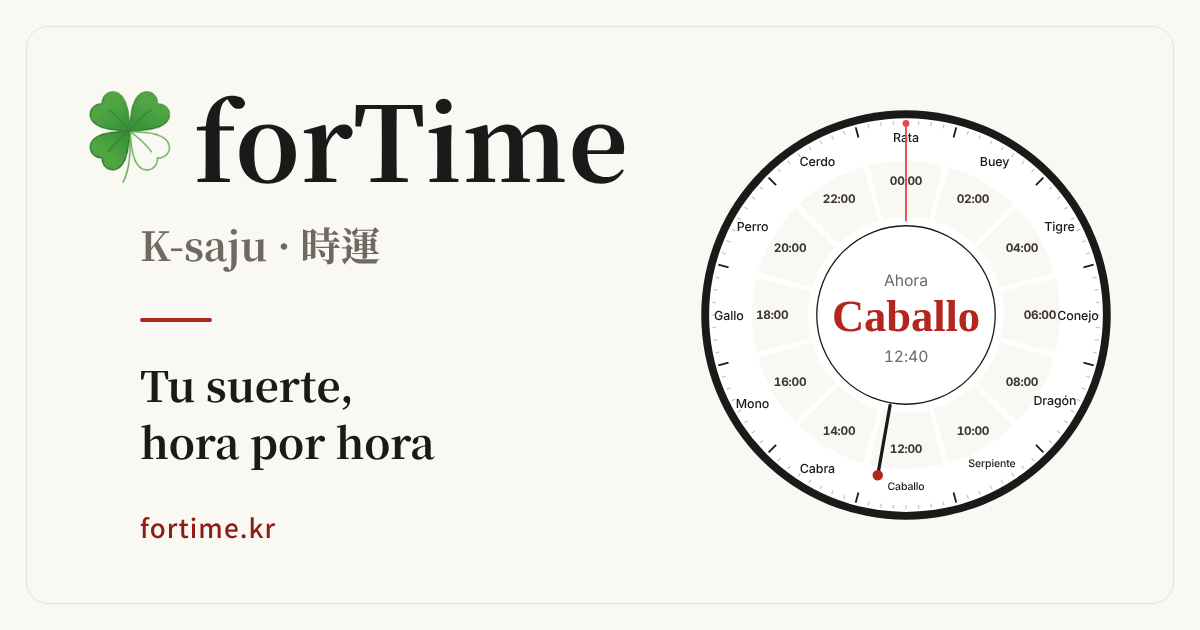 forTime
K-saju · 時運
Tu suerte,
hora por hora
fortime.kr
Rata
Buey
Tigre
Conejo
Dragón
Serpiente
Caballo
Cabra
Mono
Gallo
Perro
Cerdo
00:00
02:00
04:00
06:00
08:00
10:00
12:00
14:00
16:00
18:00
20:00
22:00
Ahora
Caballo
12:40